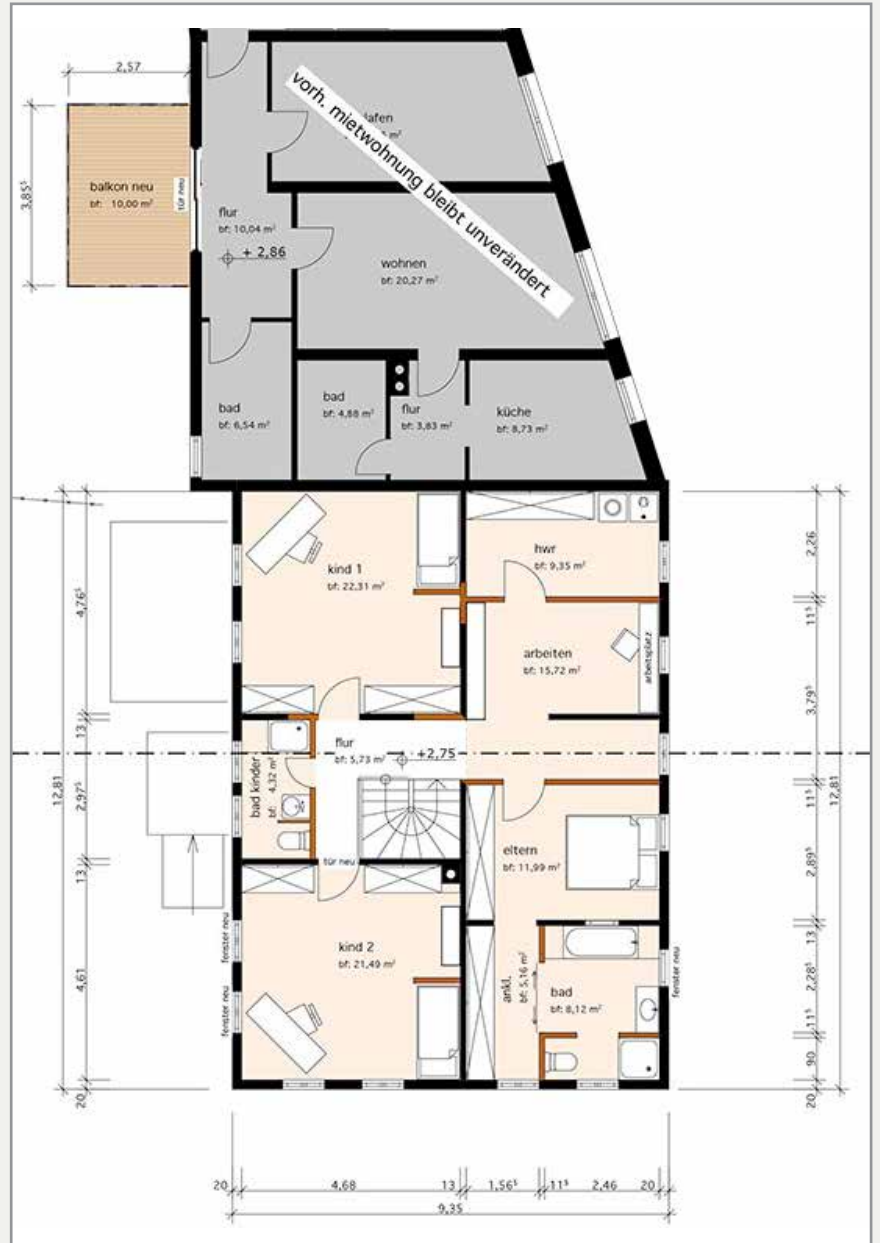 2,57
3,85⁵
balkon neu
bf: 10,00 m²
tür neu
vorh. mietwohnung bleibt unverändert
flur
bf: 10,04 m²
+ 2,86
wohnen
bf: 20,27 m²
bad
bf: 6,54 m²
bad
bf: 4,88 m²
flur
bf: 3,83 m²
küche
bf: 8,73 m²
kind 1
bf: 22,31 m²
hwr
bf: 9,35 m²
arbeiten
bf: 15,72 m²
arbeitsplatz
flur
bf: 5,73 m²
+2,75
bad kinder
bf: 4,32 m²
tür neu
eltern
bf: 11,99 m²
kind 2
bf: 21,49 m²
ankl.
bf: 5,16 m²
bad
bf: 8,12 m²
fenster neu
fenster neu
fenster neu
12,81
4,76⁵
13
2,97⁵
13
4,61
20
2,26
11⁵
3,79⁵
11⁵
2,89⁵
13
2,28⁵
11⁵
90
20
12,81
20
4,68
13
1,56⁵
11⁵
2,46
20
9,35